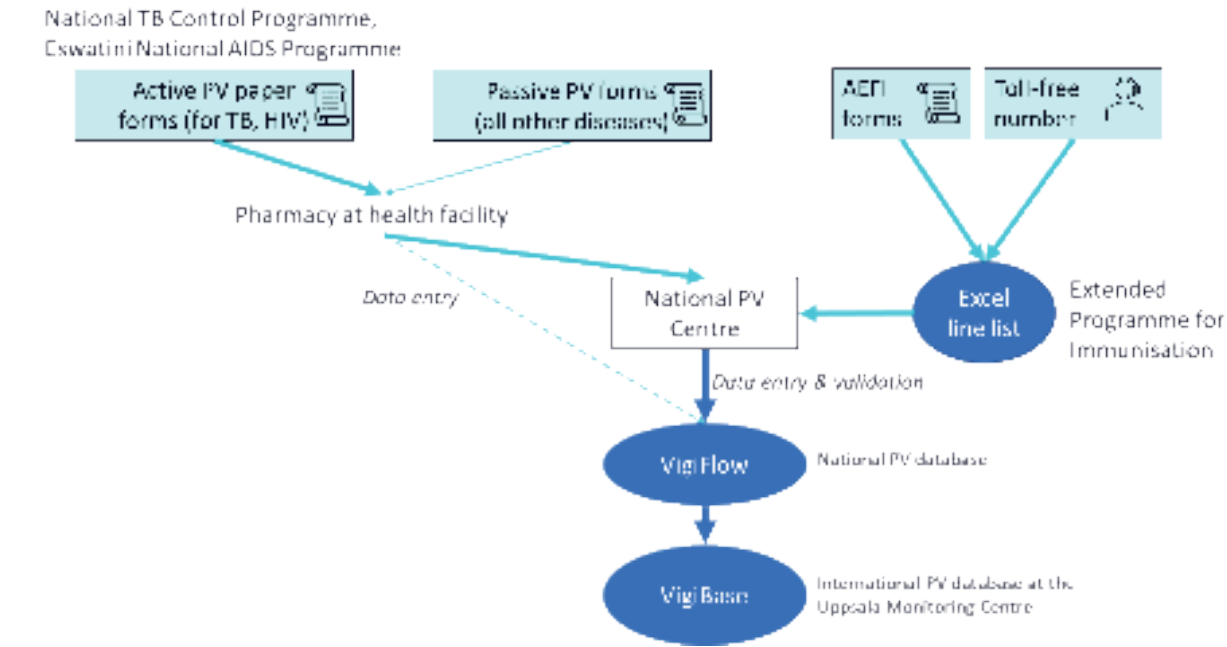 National TB Control Programme,
Eswatini National AIDS Programme
Active PV paper
forms (for TB, HIV)
Passive PV forms
(all other diseases)
AEFI
forms
Toll-free
number
Pharmacy at health facility
Data entry
National PV
Centre
Excel
line list
Extended
Programme for
Immunisation
Data entry & validation
VigiFlow
National PV database
VigiBase
International PV database at the
Uppsala Monitoring Centre